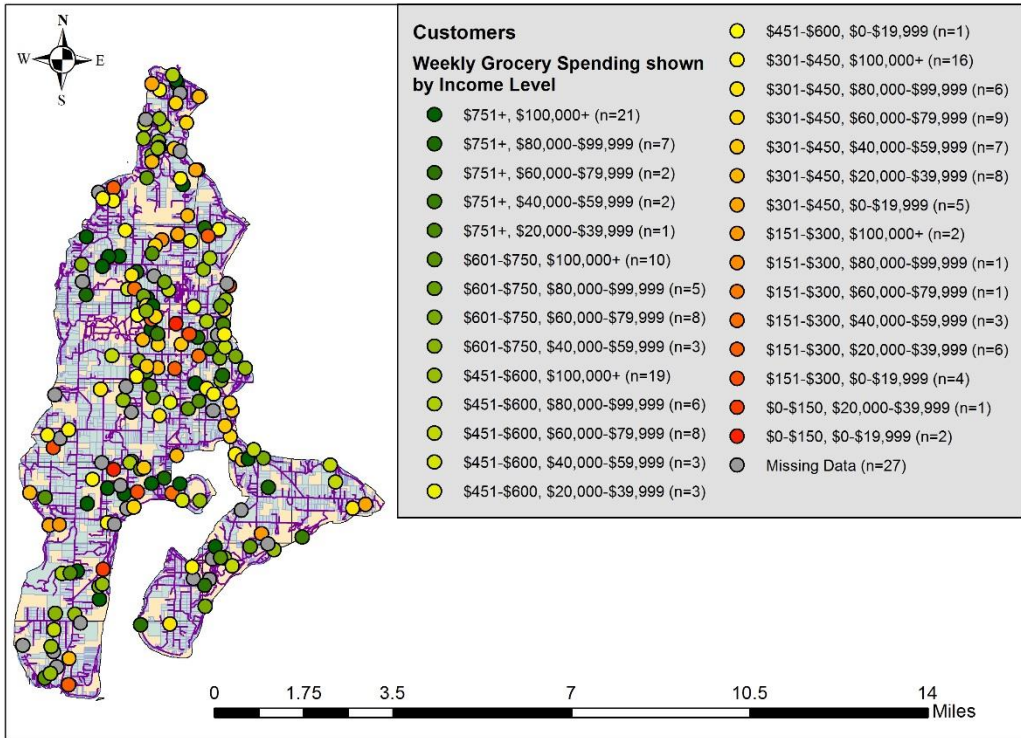 N
W E
S
Customers
Weekly Grocery Spending shown
by Income Level
$751+, $100,000+ (n=21)
$751+, $80,000-$99,999 (n=7)
$751+, $60,000-$79,999 (n=2)
$751+, $40,000-$59,999 (n=2)
$751+, $20,000-$39,999 (n=1)
$601-$750, $100,000+ (n=10)
$601-$750, $80,000-$99,999 (n=5)
$601-$750, $60,000-$79,999 (n=8)
$601-$750, $40,000-$59,999 (n=3)
$451-$600, $100,000+ (n=19)
$451-$600, $80,000-$99,999 (n=6)
$451-$600, $60,000-$79,999 (n=8)
$451-$600, $40,000-$59,999 (n=3)
$451-$600, $20,000-$39,999 (n=3)
$451-$600, $0-$19,999 (n=1)
$301-$450, $100,000+ (n=16)
$301-$450, $80,000-$99,999 (n=6)
$301-$450, $60,000-$79,999 (n=9)
$301-$450, $40,000-$59,999 (n=7)
$301-$450, $20,000-$39,999 (n=8)
$301-$450, $0-$19,999 (n=5)
$151-$300, $100,000+ (n=2)
$151-$300, $80,000-$99,999 (n=1)
$151-$300, $60,000-$79,999 (n=1)
$151-$300, $40,000-$59,999 (n=3)
$151-$300, $20,000-$39,999 (n=6)
$151-$300, $0-$19,999 (n=4)
$0-$150, $20,000-$39,999 (n=1)
$0-$150, $0-$19,999 (n=2)
Missing Data (n=27)
0 1.75 3.5 7 10.5 14
Miles